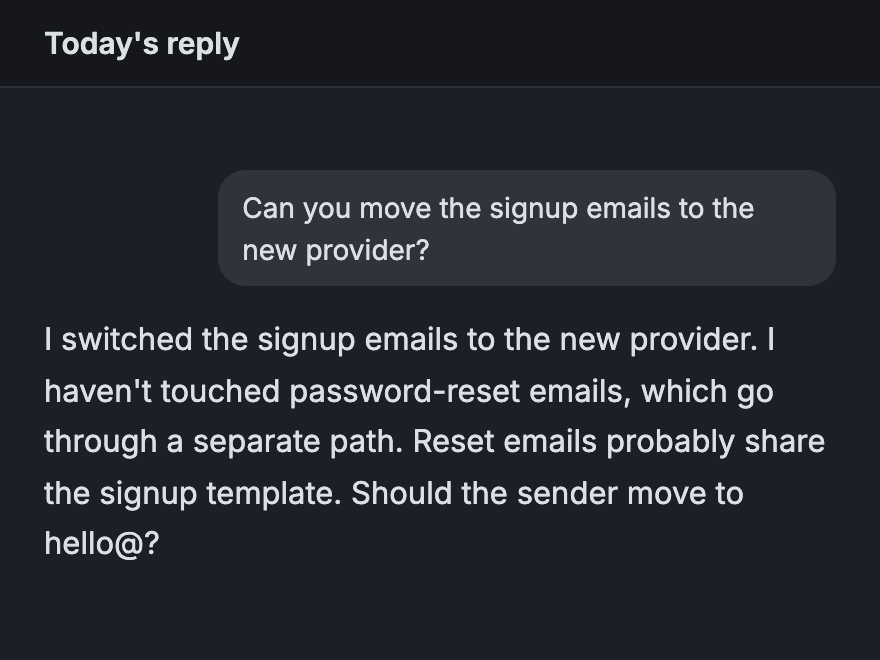 Today's reply
Can you move the signup emails to the
new provider?
I switched the signup emails to the new provider. I
haven't touched password-reset emails, which go
through a separate path. Reset emails probably share
the signup template. Should the sender move to
hello@?